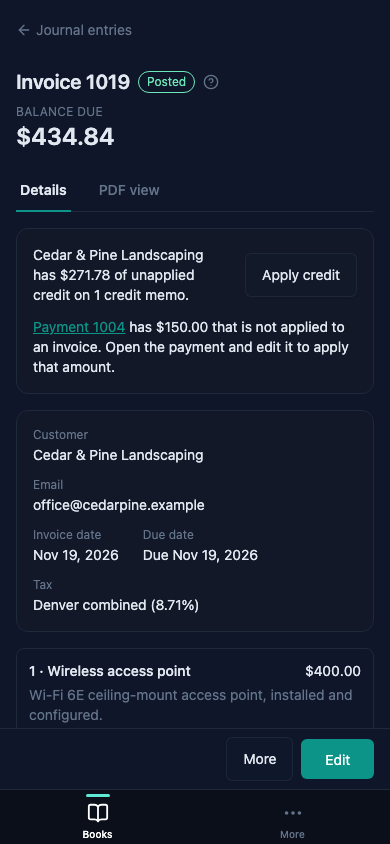 Journal entries
Invoice 1019 Posted
BALANCE DUE
$434.84
Details PDF view
Cedar & Pine Landscaping
has $271.78 of unapplied
credit on 1 credit memo.
Apply credit
Payment 1004 has $150.00 that is not applied to
an invoice. Open the payment and edit it to apply
that amount.
Customer
Cedar & Pine Landscaping
Email
office@cedarpine.example
Invoice date Due date
Nov 19, 2026 Due Nov 19, 2026
Tax
Denver combined (8.71%)
1 · Wireless access point $400.00
Wi-Fi 6E ceiling-mount access point, installed and
configured.
More Edit
Books More